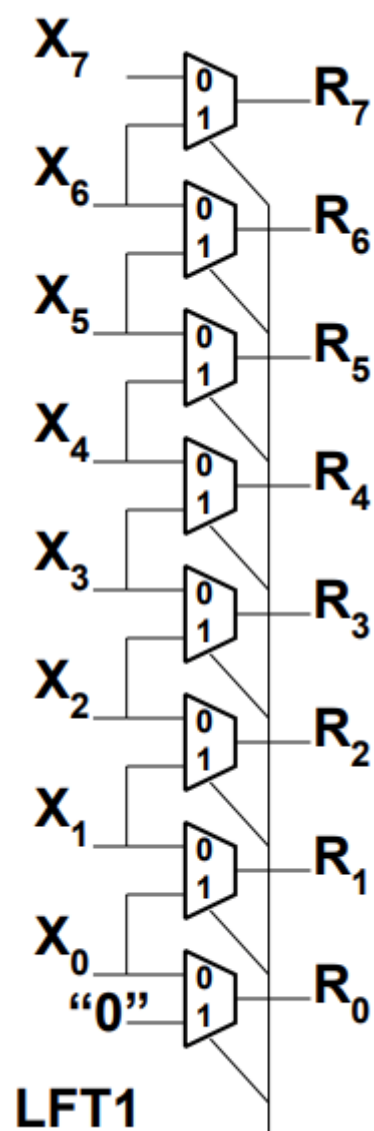 X₇
0
1
R₇
X₆
0
1
R₆
X₅
0
1
R₅
X₄
0
1
R₄
X₃
0
1
R₃
X₂
0
1
R₂
X₁
0
1
R₁
X₀
0
1
R₀
“0”
LFT1